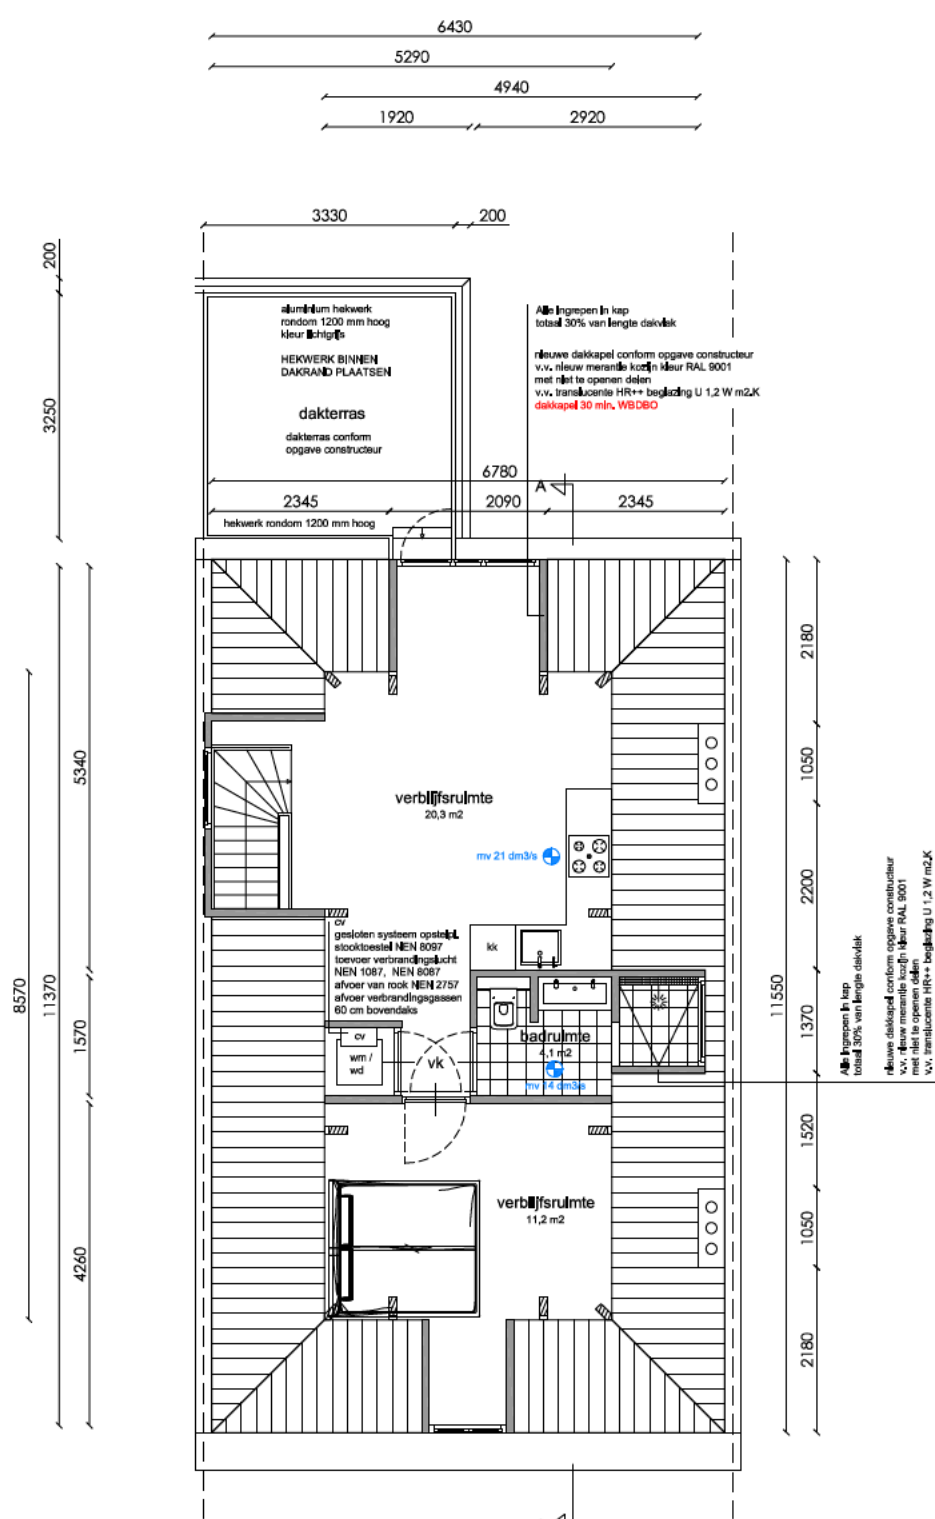 6430
5290
4940
1920
2920
3330
200
200
3250
aluminium hekwerk
rondom 1200 mm hoog
kleur lichtgrijs
HEKWERK BINNEN
DAKRAND PLAATSEN
dakterras
dakterras conform
opgave constructeur
Alle ingrepen in kap
totaal 30% van lengte dakvlak
nieuwe dakkapel conform opgave constructeur
v.v. nieuw merantie kozijn kleur RAL 9001
met niet te openen delen
v.v. translucente HR++ beglazing U 1,2 W m2.K
dakkapel 30 min. WBDBO
6780
A
2345
2090
2345
hekwerk rondom 1200 mm hoog
8570
11370
5340
1570
4260
verblijfsruimte
20,3 m2
mv 21 dm3/s
cv
gesloten systeem opstelpl.
stooktoestel NEN 8097
toevoer verbrandingslucht
NEN 1087, NEN 8087
afvoer van rook NEN 2757
afvoer verbrandingsgassen
60 cm bovendaks
kk
cv
wm /
wd
vk
badruimte
4,1 m2
mv 14 dm3/s
verblijfsruimte
11,2 m2
11550
2180
1050
2200
1370
1520
1050
2180
Alle ingrepen in kap
totaal 30% van lengte dakvlak
nieuwe dakkapel conform opgave constructeur
v.v. nieuw merantie kozijn kleur RAL 9001
met niet te openen delen
v.v. translucente HR++ beglazing U 1,2 W m2.K